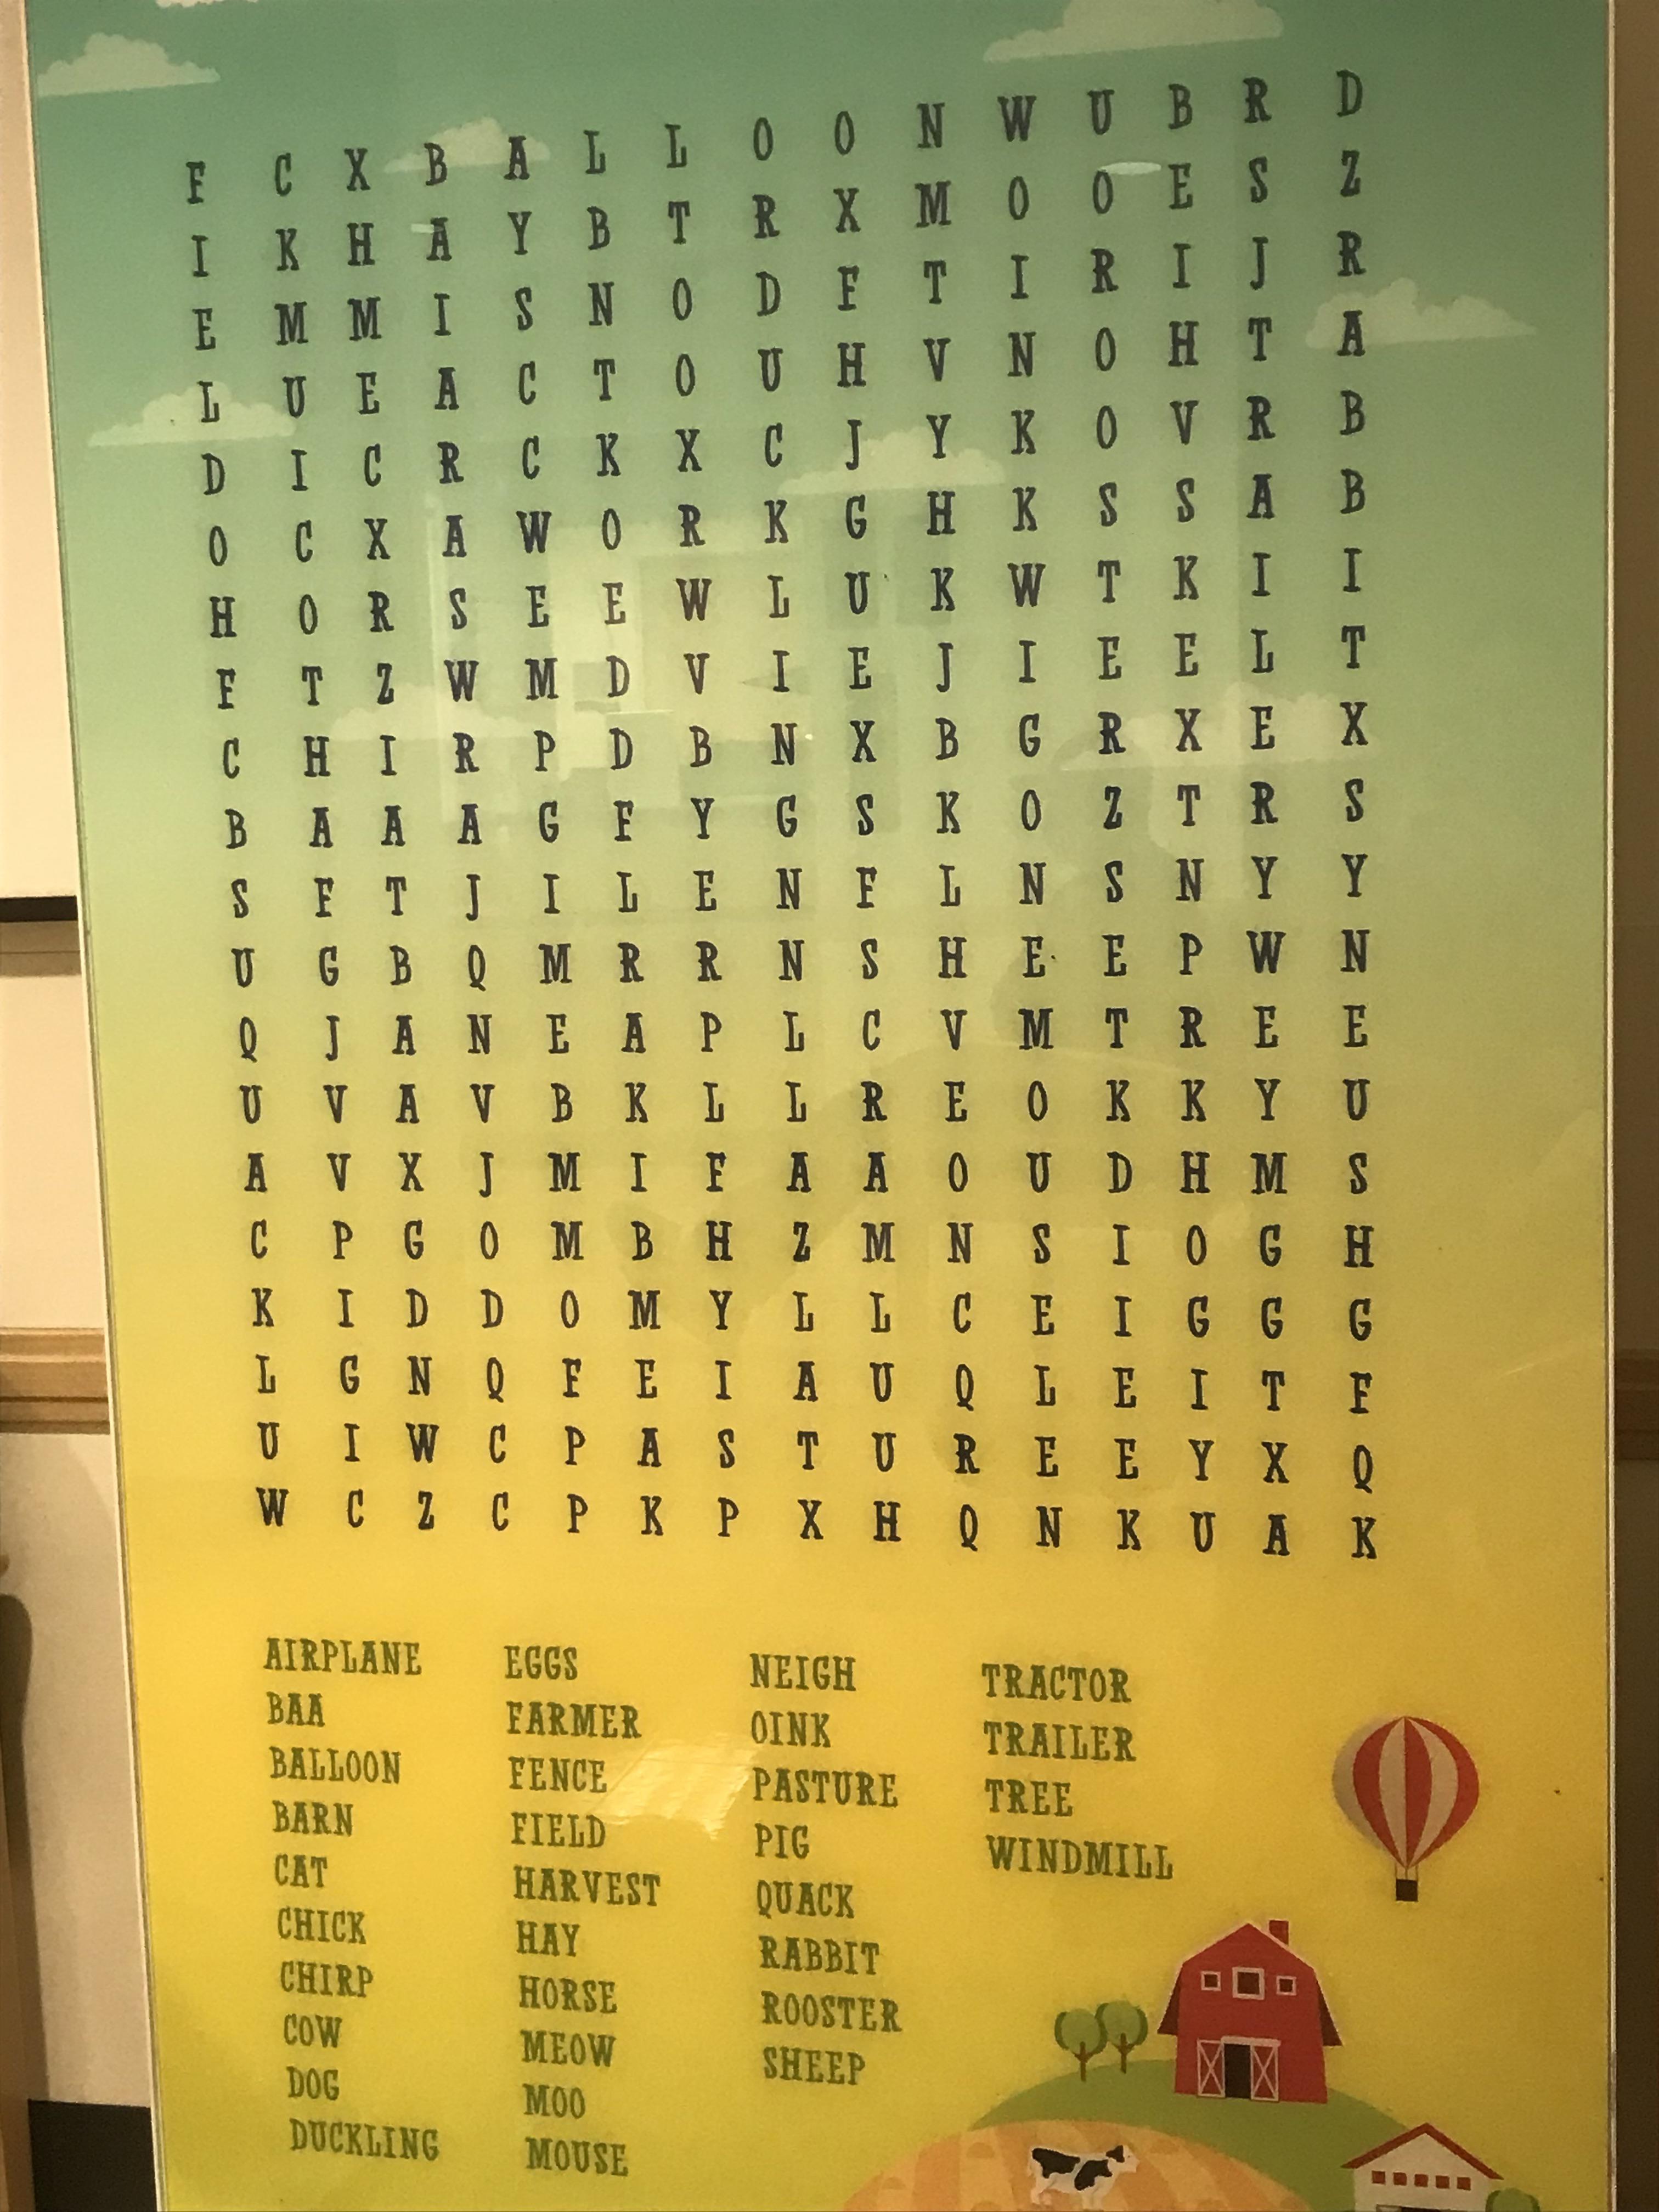 F C X B A L L O O N W U B R D
I K H A Y B T R X M O O E S Z
E M M I S N O D F T I R I J R
L U E A C T O U H V N O H T A
D I C R C K X C J Y K O V R B
O C X A W O R K G H K S S A B
H O R S E E W L U K W T K I I
F T Z W M D V I E J I E E L T
C H I R P D B N X B G R X E X
B A A A G F Y G S K O Z T R S
S F T J I L E N F L N S N Y Y
U G B Q M R R N S H E E P W N
Q J A N E A P L C V M T R E E
U V A V B K L L R E O K K Y U
A V X J M I F A A O U D H M S
C P G O M B H Z M N S I O G H
K I D D O M Y L L C E I G G G
L G N Q F E I A U Q L E I T F
U I W C P A S T U R E E Y X Q
W C Z C P K P X H Q N K U A K
AIRPLANE
BAA
BALLOON
BARN
CAT
CHICK
CHIRP
COW
DOG
DUCKLING
EGGS
FARMER
FENCE
FIELD
HARVEST
HAY
HORSE
MEOW
MOO
MOUSE
NEIGH
OINK
PASTURE
PIG
QUACK
RABBIT
ROOSTER
SHEEP
TRACTOR
TRAILER
TREE
WINDMILL